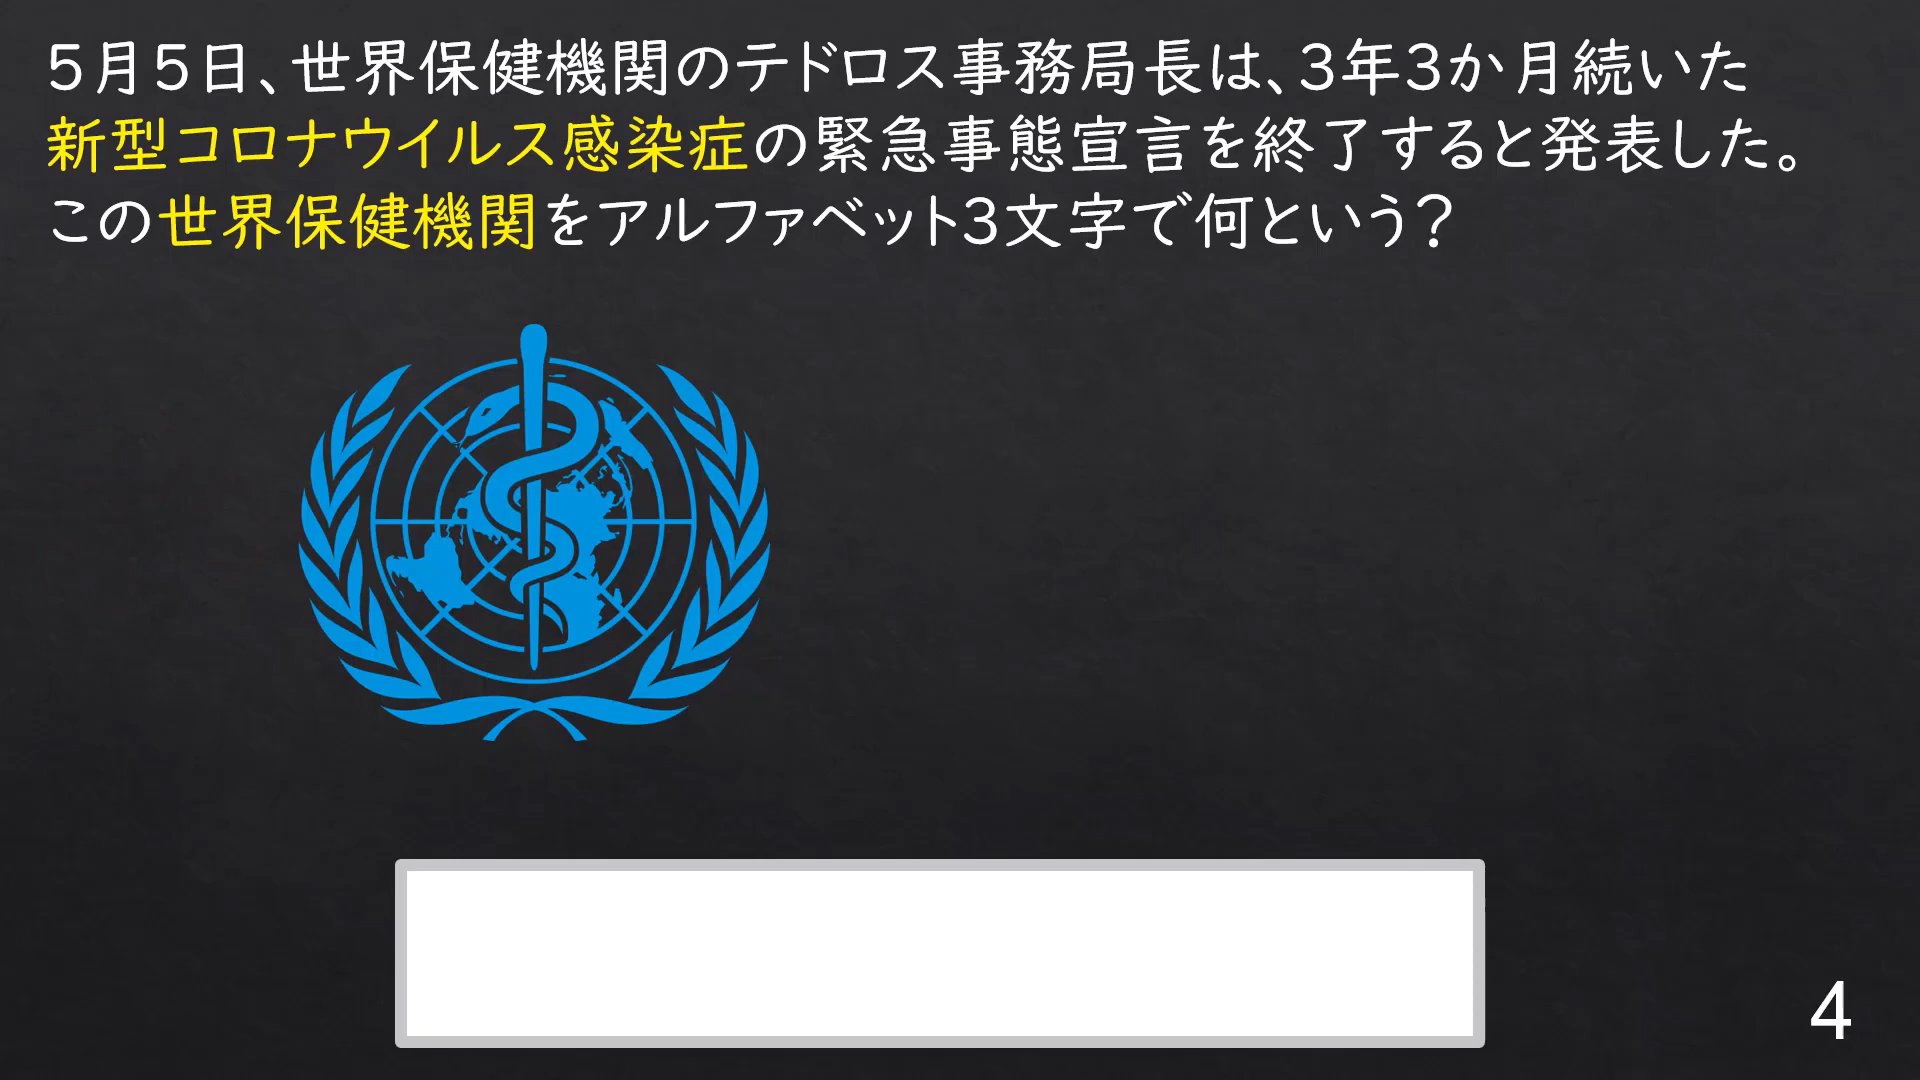 5月5日、世界保健機関のテドロス事務局長は、3年3か月続いた
新型コロナウイルス感染症の緊急事態宣言を終了すると発表した。
この世界保健機関をアルファベット3文字で何という?
4